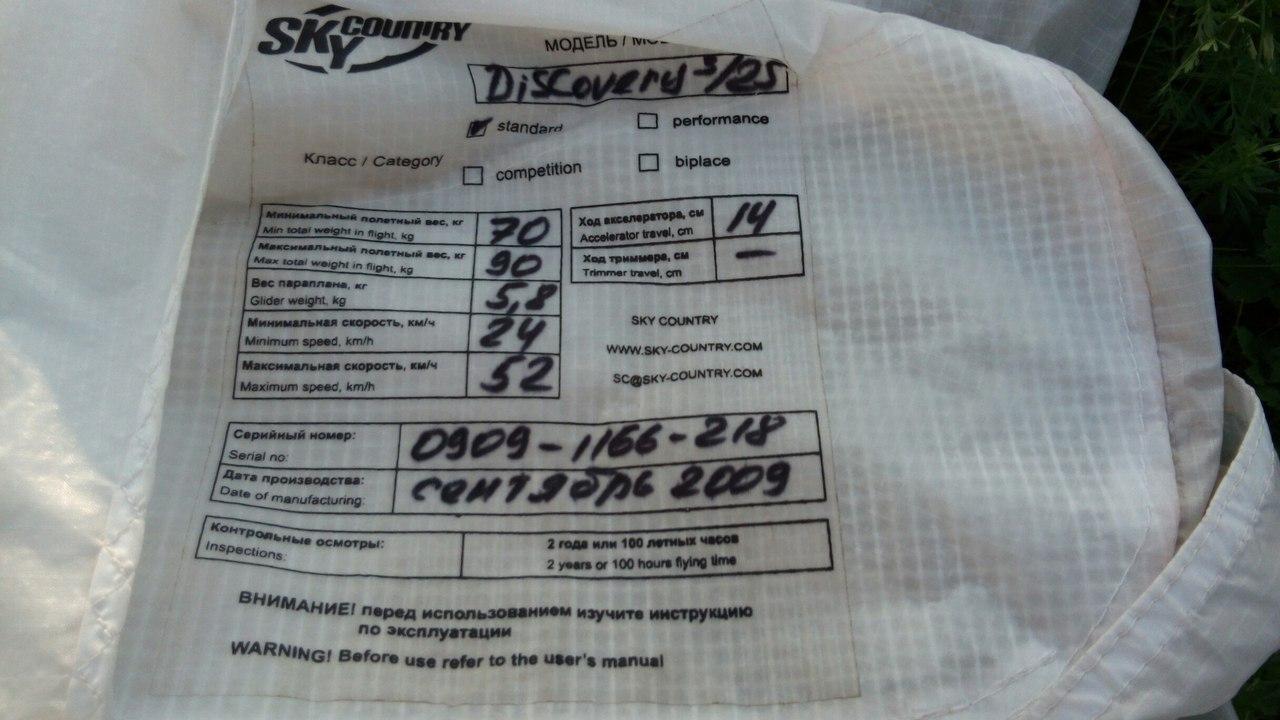 SKY COUNTRY
МОДЕЛЬ /
Discovery 3/25
standard
performance
Класс / Category
competition
biplace
Минимальный полетный вес, кг
Min total weight in flight, kg
70
Максимальный полетный вес, кг
Max total weight in flight, kg
90
Вес параплана, кг
Glider weight, kg
5,8
Минимальная скорость, км/ч
Minimum speed, km/h
24
Максимальная скорость, км/ч
Maximum speed, km/h
52
Ход акселератора, см
Accelerator travel, cm
14
Ход триммера, см
Trimmer travel, cm
—
SKY COUNTRY
WWW.SKY-COUNTRY.COM
SC@SKY-COUNTRY.COM
Серийный номер:
Serial no:
0909-1166-218
Дата производства:
Date of manufacturing:
сентябрь 2009
Контрольные осмотры:
Inspections:
2 года или 100 летных часов
2 years or 100 hours flying time
ВНИМАНИЕ! перед использованием изучите инструкцию
по эксплуатации
WARNING! Before use refer to the user's manual